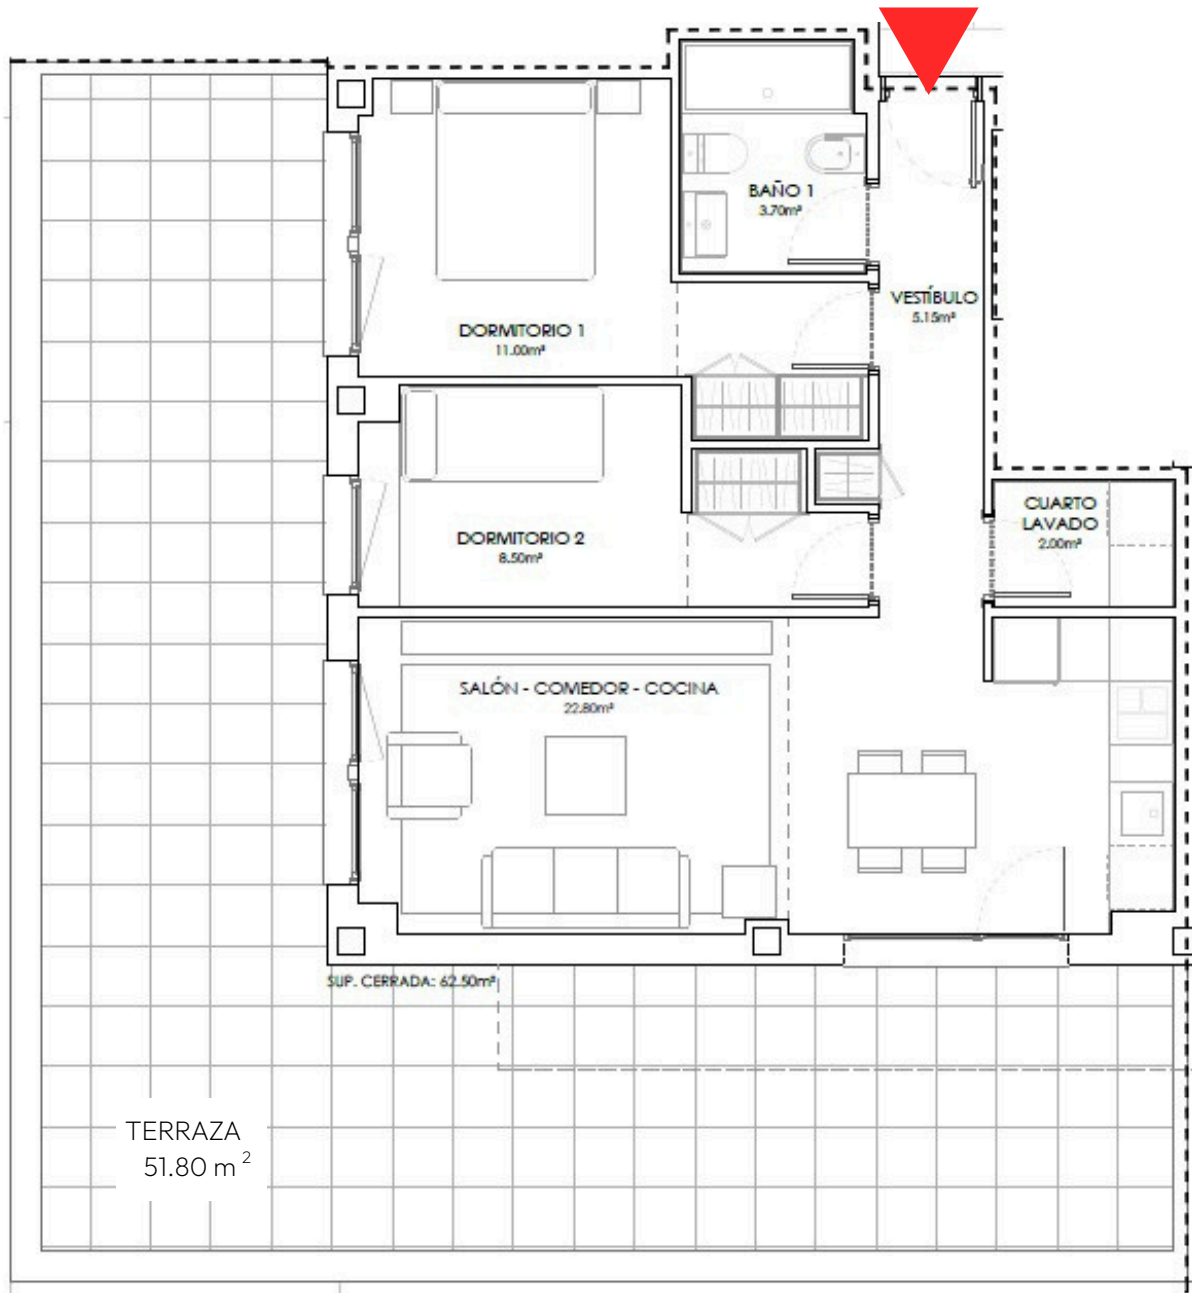 BAÑO 1
3.70m²
VESTÍBULO
5.15m²
DORMITORIO 1
11.00m²
CUARTO
LAVADO
2.00m²
DORMITORIO 2
8.50m²
SALÓN - COMEDOR - COCINA
22.80m²
SUP. CERRADA: 62.50m²
TERRAZA
51.80 m ²